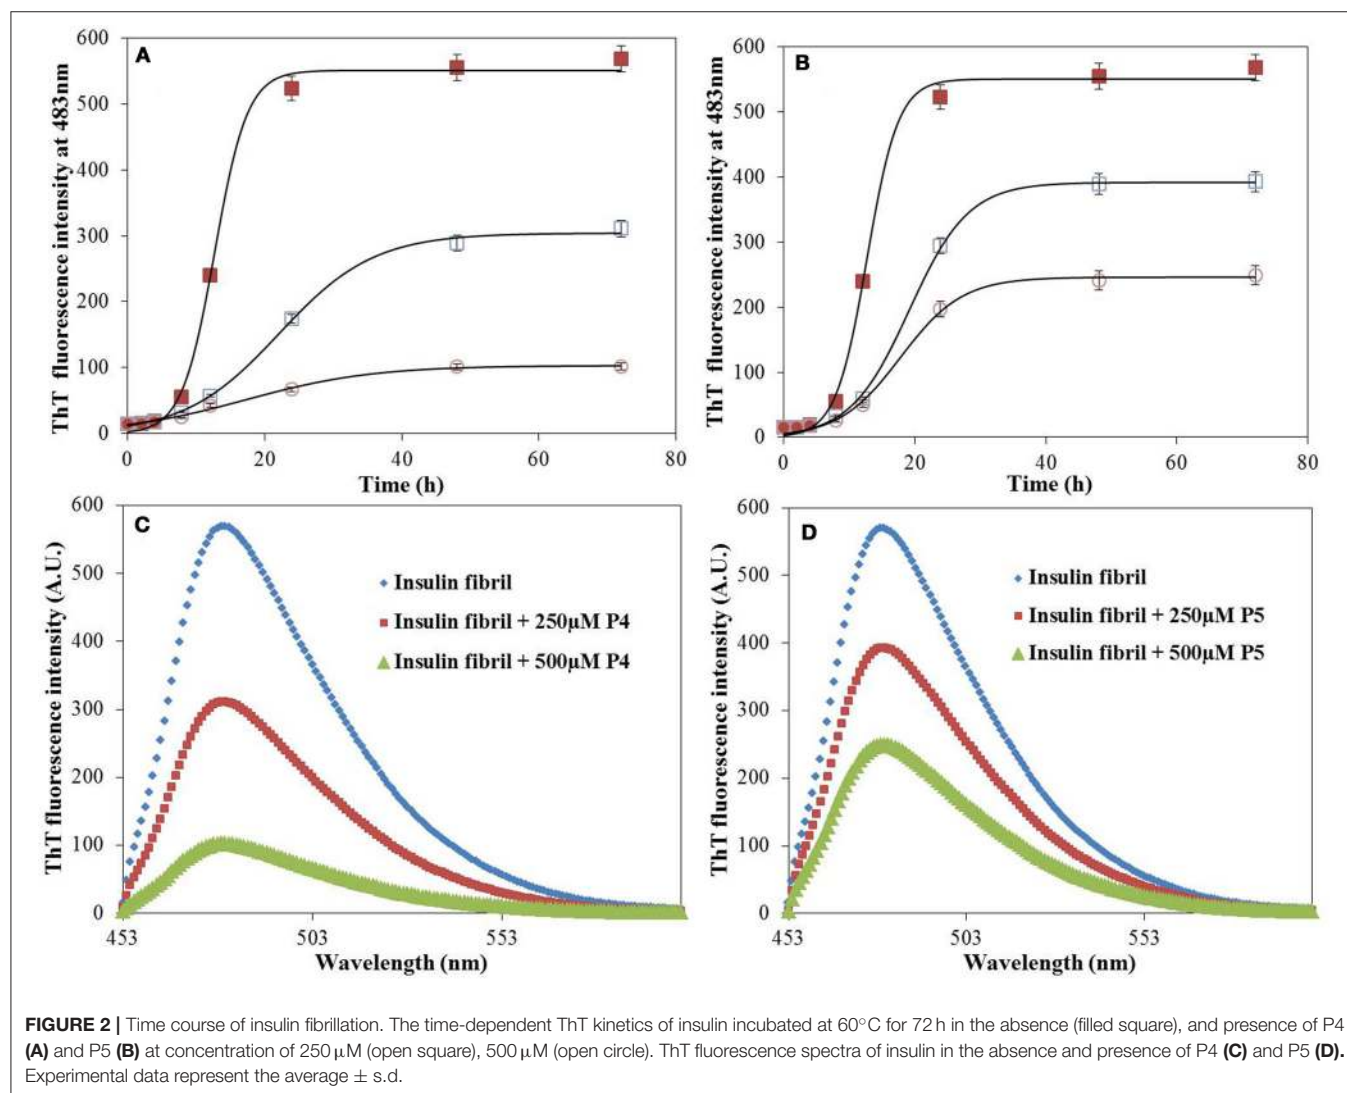 A
ThT fluorescence intensity at 483nm
600
500
400
300
200
100
0
0 20 40 60 80
Time (h)
B
ThT fluorescence intensity at 483nm
600
500
400
300
200
100
0
0 20 40 60 80
Time (h)
C
ThT fluorescence intensity (A.U.)
600
500
400
300
200
100
0
453 503 553
Wavelength (nm)
Insulin fibril
Insulin fibril + 250µM P4
Insulin fibril + 500µM P4
D
ThT fluorescence intensity (A.U.)
600
500
400
300
200
100
0
453 503 553
Wavelength (nm)
Insulin fibril
Insulin fibril + 250µM P5
Insulin fibril + 500µM P5
FIGURE 2 | Time course of insulin fibrillation. The time-dependent ThT kinetics of insulin incubated at 60°C for 72 h in the absence (filled square), and presence of P4
(A) and P5 (B) at concentration of 250 µM (open square), 500 µM (open circle). ThT fluorescence spectra of insulin in the absence and presence of P4 (C) and P5 (D).
Experimental data represent the average ± s.d.